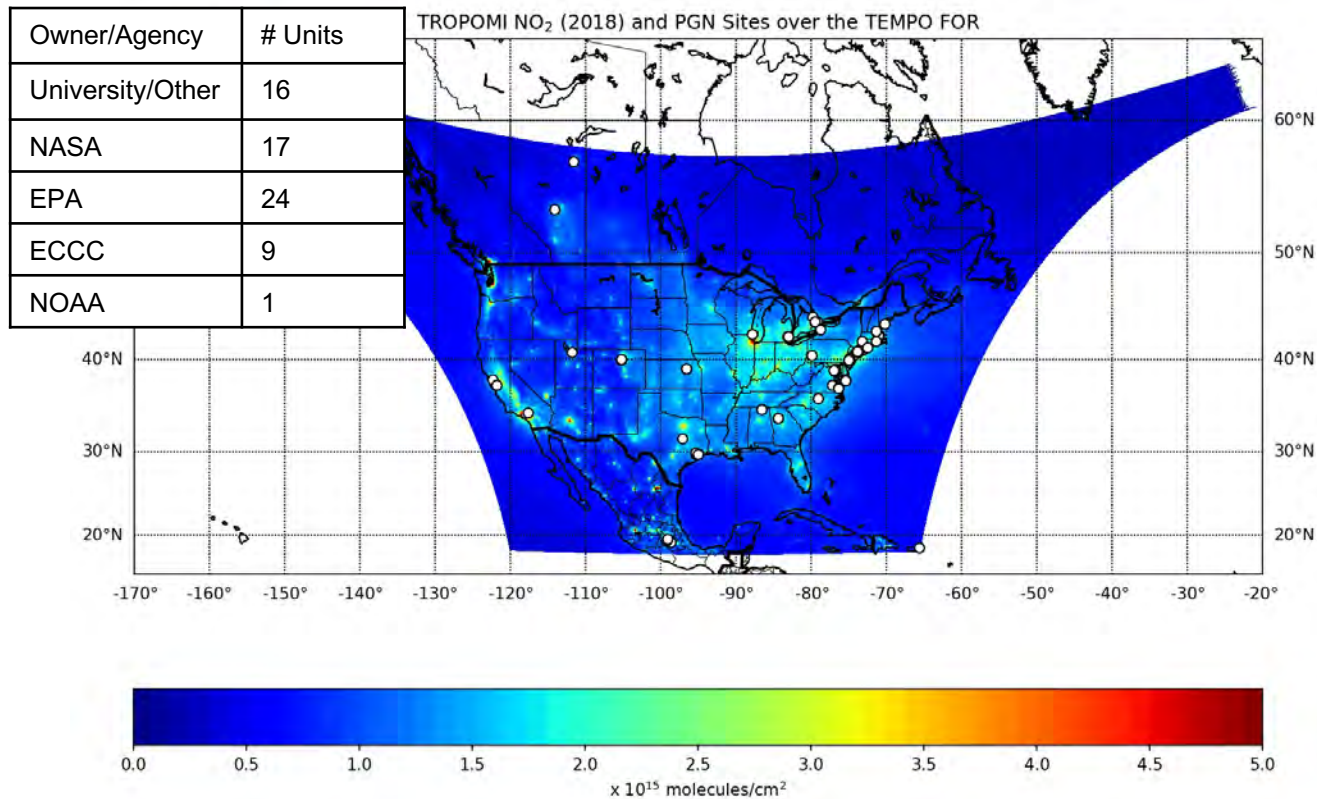 Owner/Agency # Units
University/Other 16
NASA 17
EPA 24
ECCC 9
NOAA 1
TROPOMI NO₂ (2018) and PGN Sites over the TEMPO FOR
60°N
50°N
40°N 40°N
30°N 30°N
20°N 20°N
-170° -160° -150° -140° -130° -120° -110° -100° -90° -80° -70° -60° -50° -40° -30° -20°
0.0 0.5 1.0 1.5 2.0 2.5 3.0 3.5 4.0 4.5 5.0
x 10¹⁵ molecules/cm²